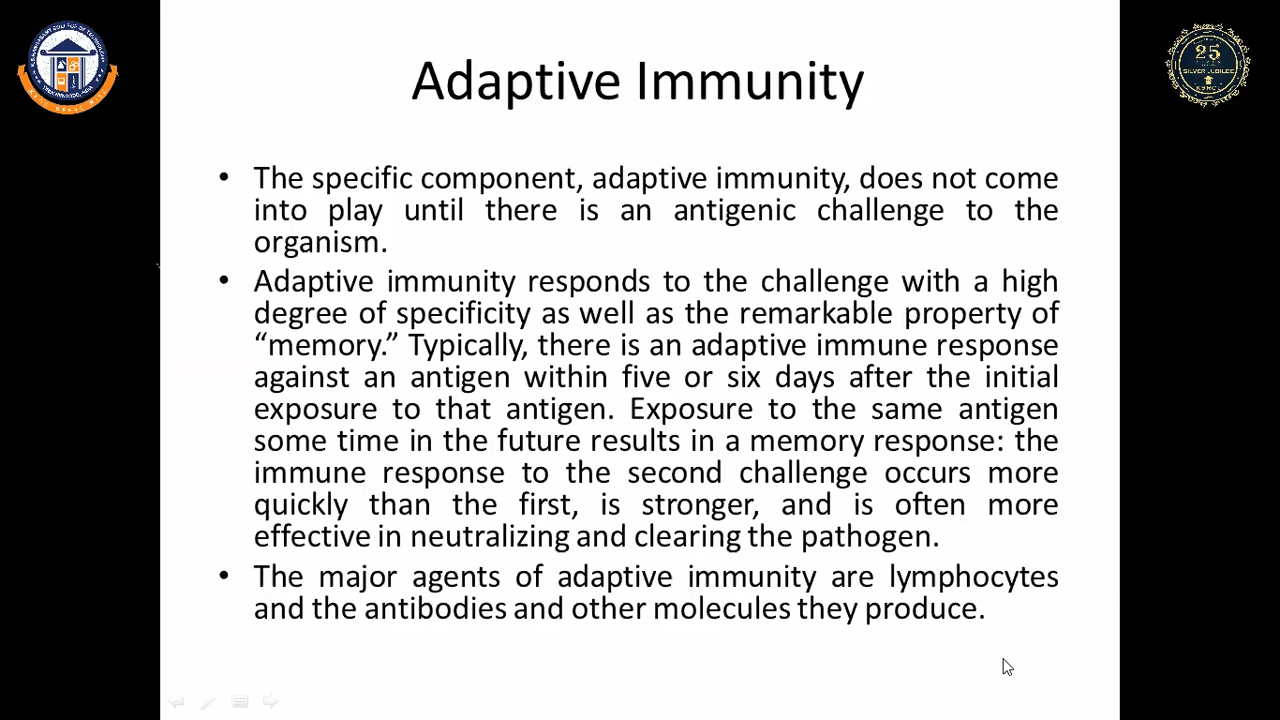 Adaptive Immunity
• The specific component, adaptive immunity, does not come
into play until there is an antigenic challenge to the
organism.
• Adaptive immunity responds to the challenge with a high
degree of specificity as well as the remarkable property of
“memory.” Typically, there is an adaptive immune response
against an antigen within five or six days after the initial
exposure to that antigen. Exposure to the same antigen
some time in the future results in a memory response: the
immune response to the second challenge occurs more
quickly than the first, is stronger, and is often more
effective in neutralizing and clearing the pathogen.
• The major agents of adaptive immunity are lymphocytes
and the antibodies and other molecules they produce.
25
SILVER JUBILEE